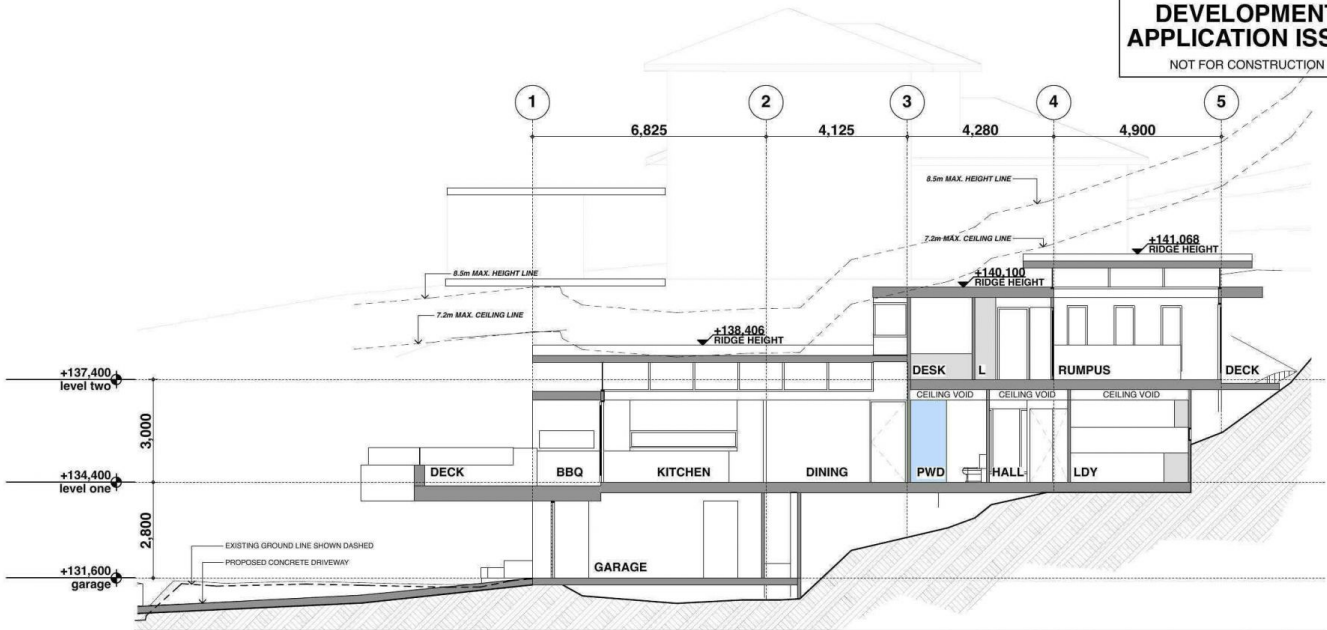 DEVELOPMENT
APPLICATION ISS
NOT FOR CONSTRUCTION
1
2
3
4
5
6,825
4,125
4,280
4,900
8.5m MAX. HEIGHT LINE
7.2m MAX. CEILING LINE
+141,068
RIDGE HEIGHT
8.5m MAX. HEIGHT LINE
+140,100
RIDGE HEIGHT
7.2m MAX. CEILING LINE
+138,406
RIDGE HEIGHT
+137,400
level two
DESK
L
RUMPUS
DECK
CEILING VOID
CEILING VOID
CEILING VOID
3,000
DECK
BBQ
KITCHEN
DINING
PWD
HALL
LDY
+134,400
level one
2,800
EXISTING GROUND LINE SHOWN DASHED
PROPOSED CONCRETE DRIVEWAY
GARAGE
+131,600
garage